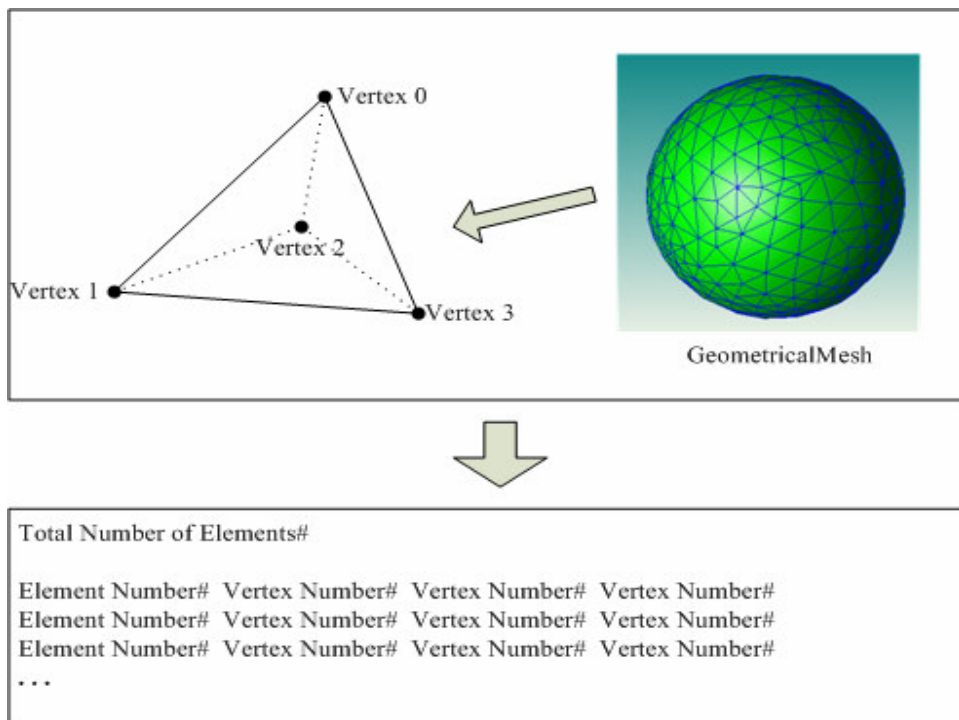 Vertex 0
Vertex 2
Vertex 1
Vertex 3
GeometricalMesh
Total Number of Elements#
Element Number# Vertex Number# Vertex Number# Vertex Number#
Element Number# Vertex Number# Vertex Number# Vertex Number#
Element Number# Vertex Number# Vertex Number# Vertex Number#
. . .